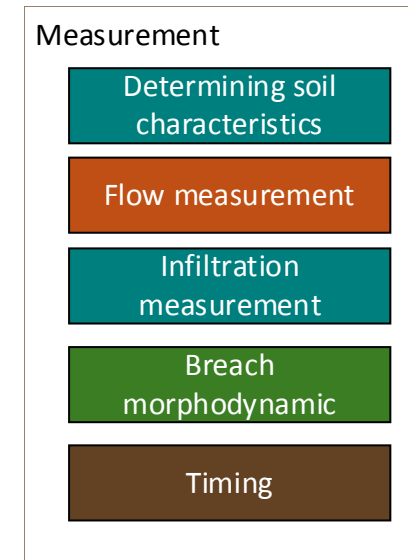 Measurement
Determining soil
characteristics
Flow measurement
Infiltration
measurement
Breach
morphodynamic
Timing